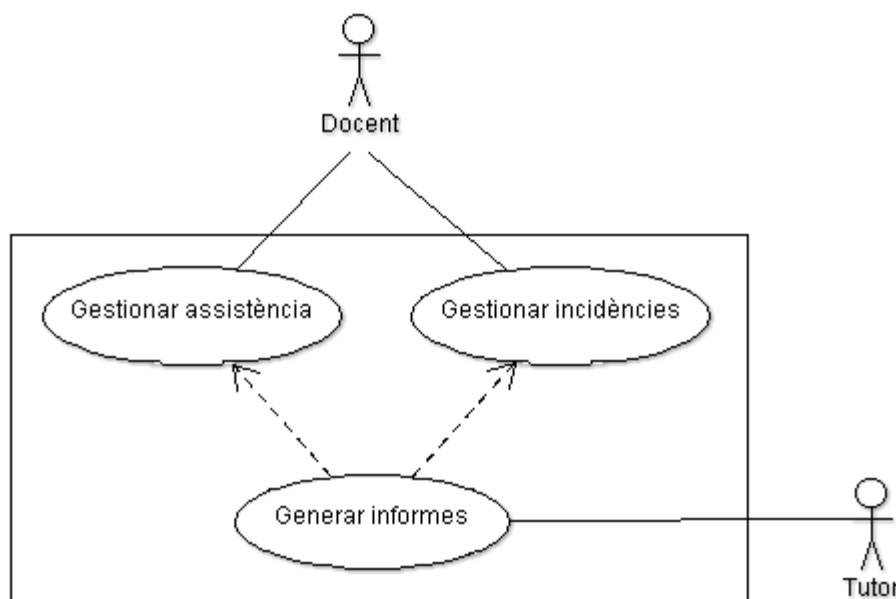 Docent
Gestionar assistència
Gestionar incidències
Generar informes
Tutor